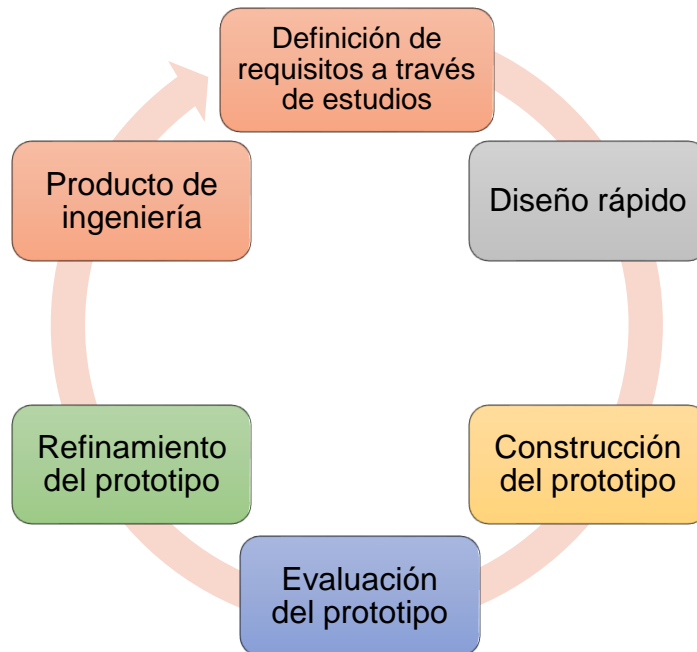 Definición de
requisitos a través
de estudios
Diseño rápido
Construcción
del prototipo
Evaluación
del prototipo
Refinamiento
del prototipo
Producto de
ingeniería